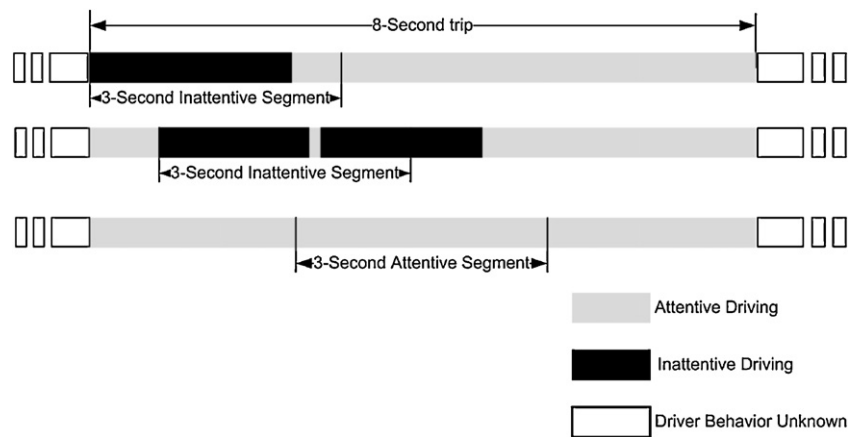 8-Second trip
3-Second Inattentive Segment
3-Second Inattentive Segment
3-Second Attentive Segment
Attentive Driving
Inattentive Driving
Driver Behavior Unknown